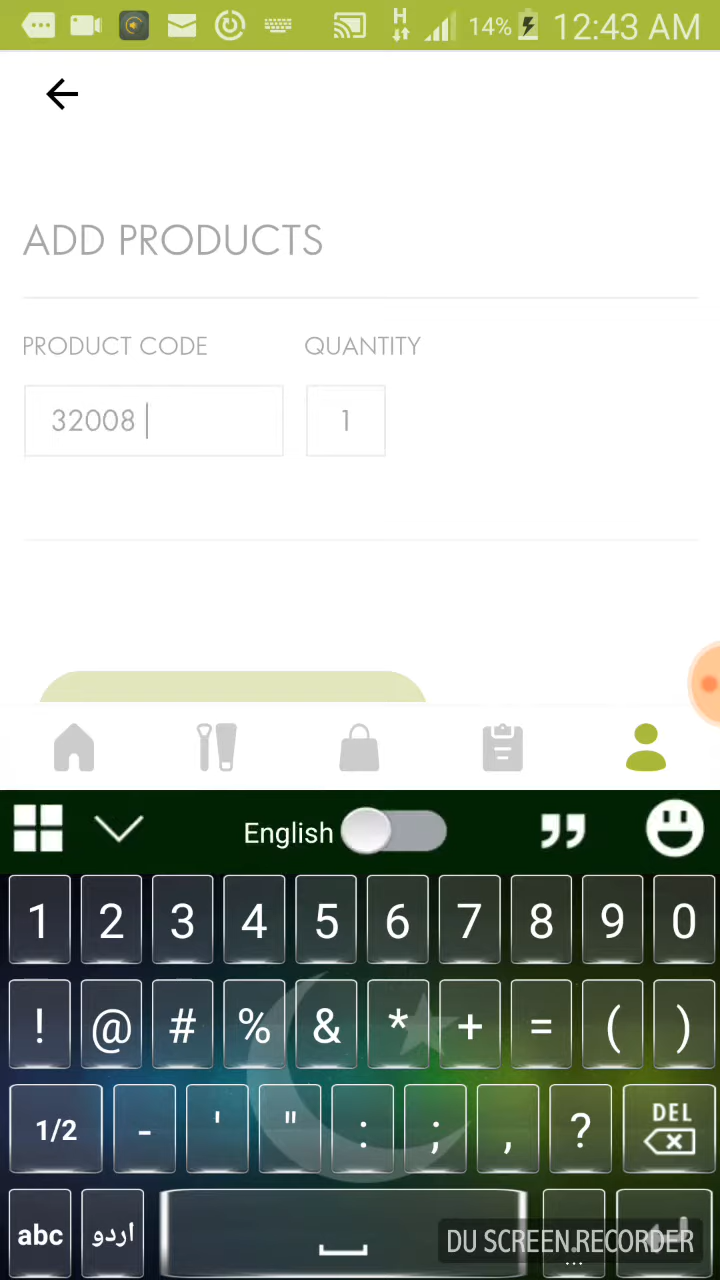 H 14% 12:43 AM
ADD PRODUCTS
PRODUCT CODE QUANTITY
32008 1
English
1 2 3 4 5 6 7 8 9 0
! @ # % & * + = ( )
1/2 - ' " : ; , ? DEL
abc اردو
DU SCREEN RECORDER